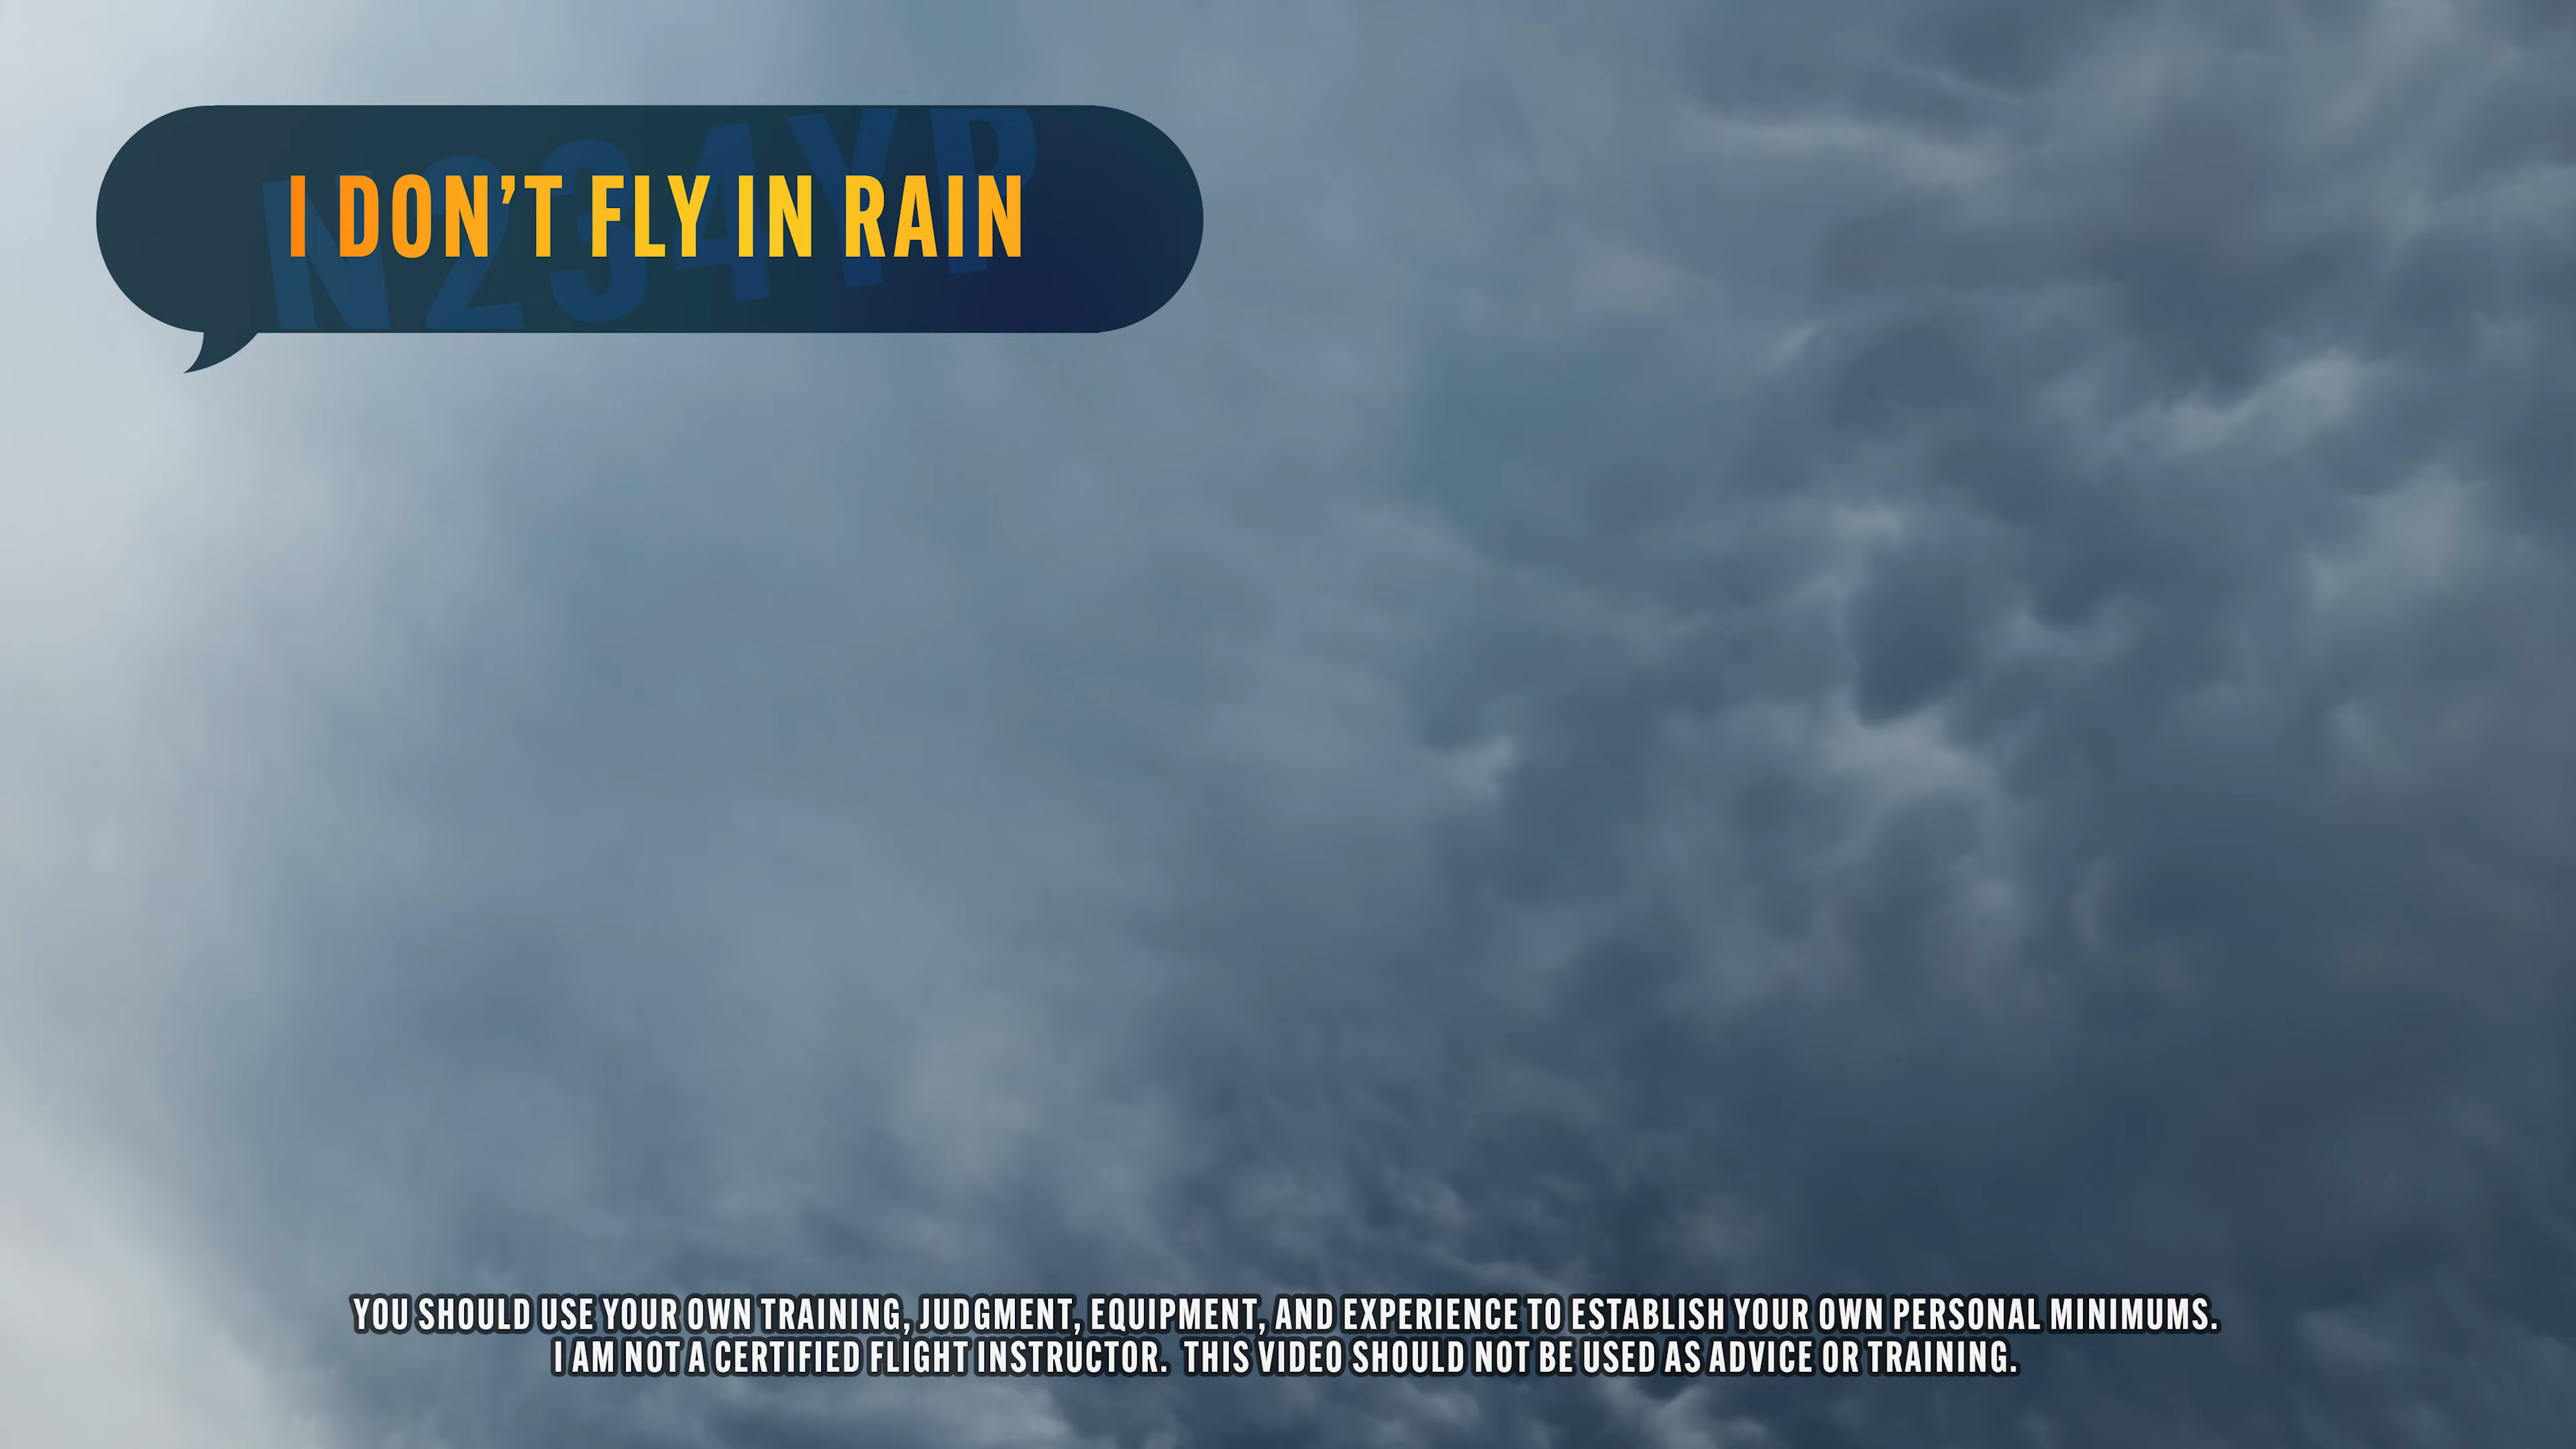 N234YP
I DON’T FLY IN RAIN
YOU SHOULD USE YOUR OWN TRAINING, JUDGMENT, EQUIPMENT, AND EXPERIENCE TO ESTABLISH YOUR OWN PERSONAL MINIMUMS.
I AM NOT A CERTIFIED FLIGHT INSTRUCTOR.  THIS VIDEO SHOULD NOT BE USED AS ADVICE OR TRAINING.